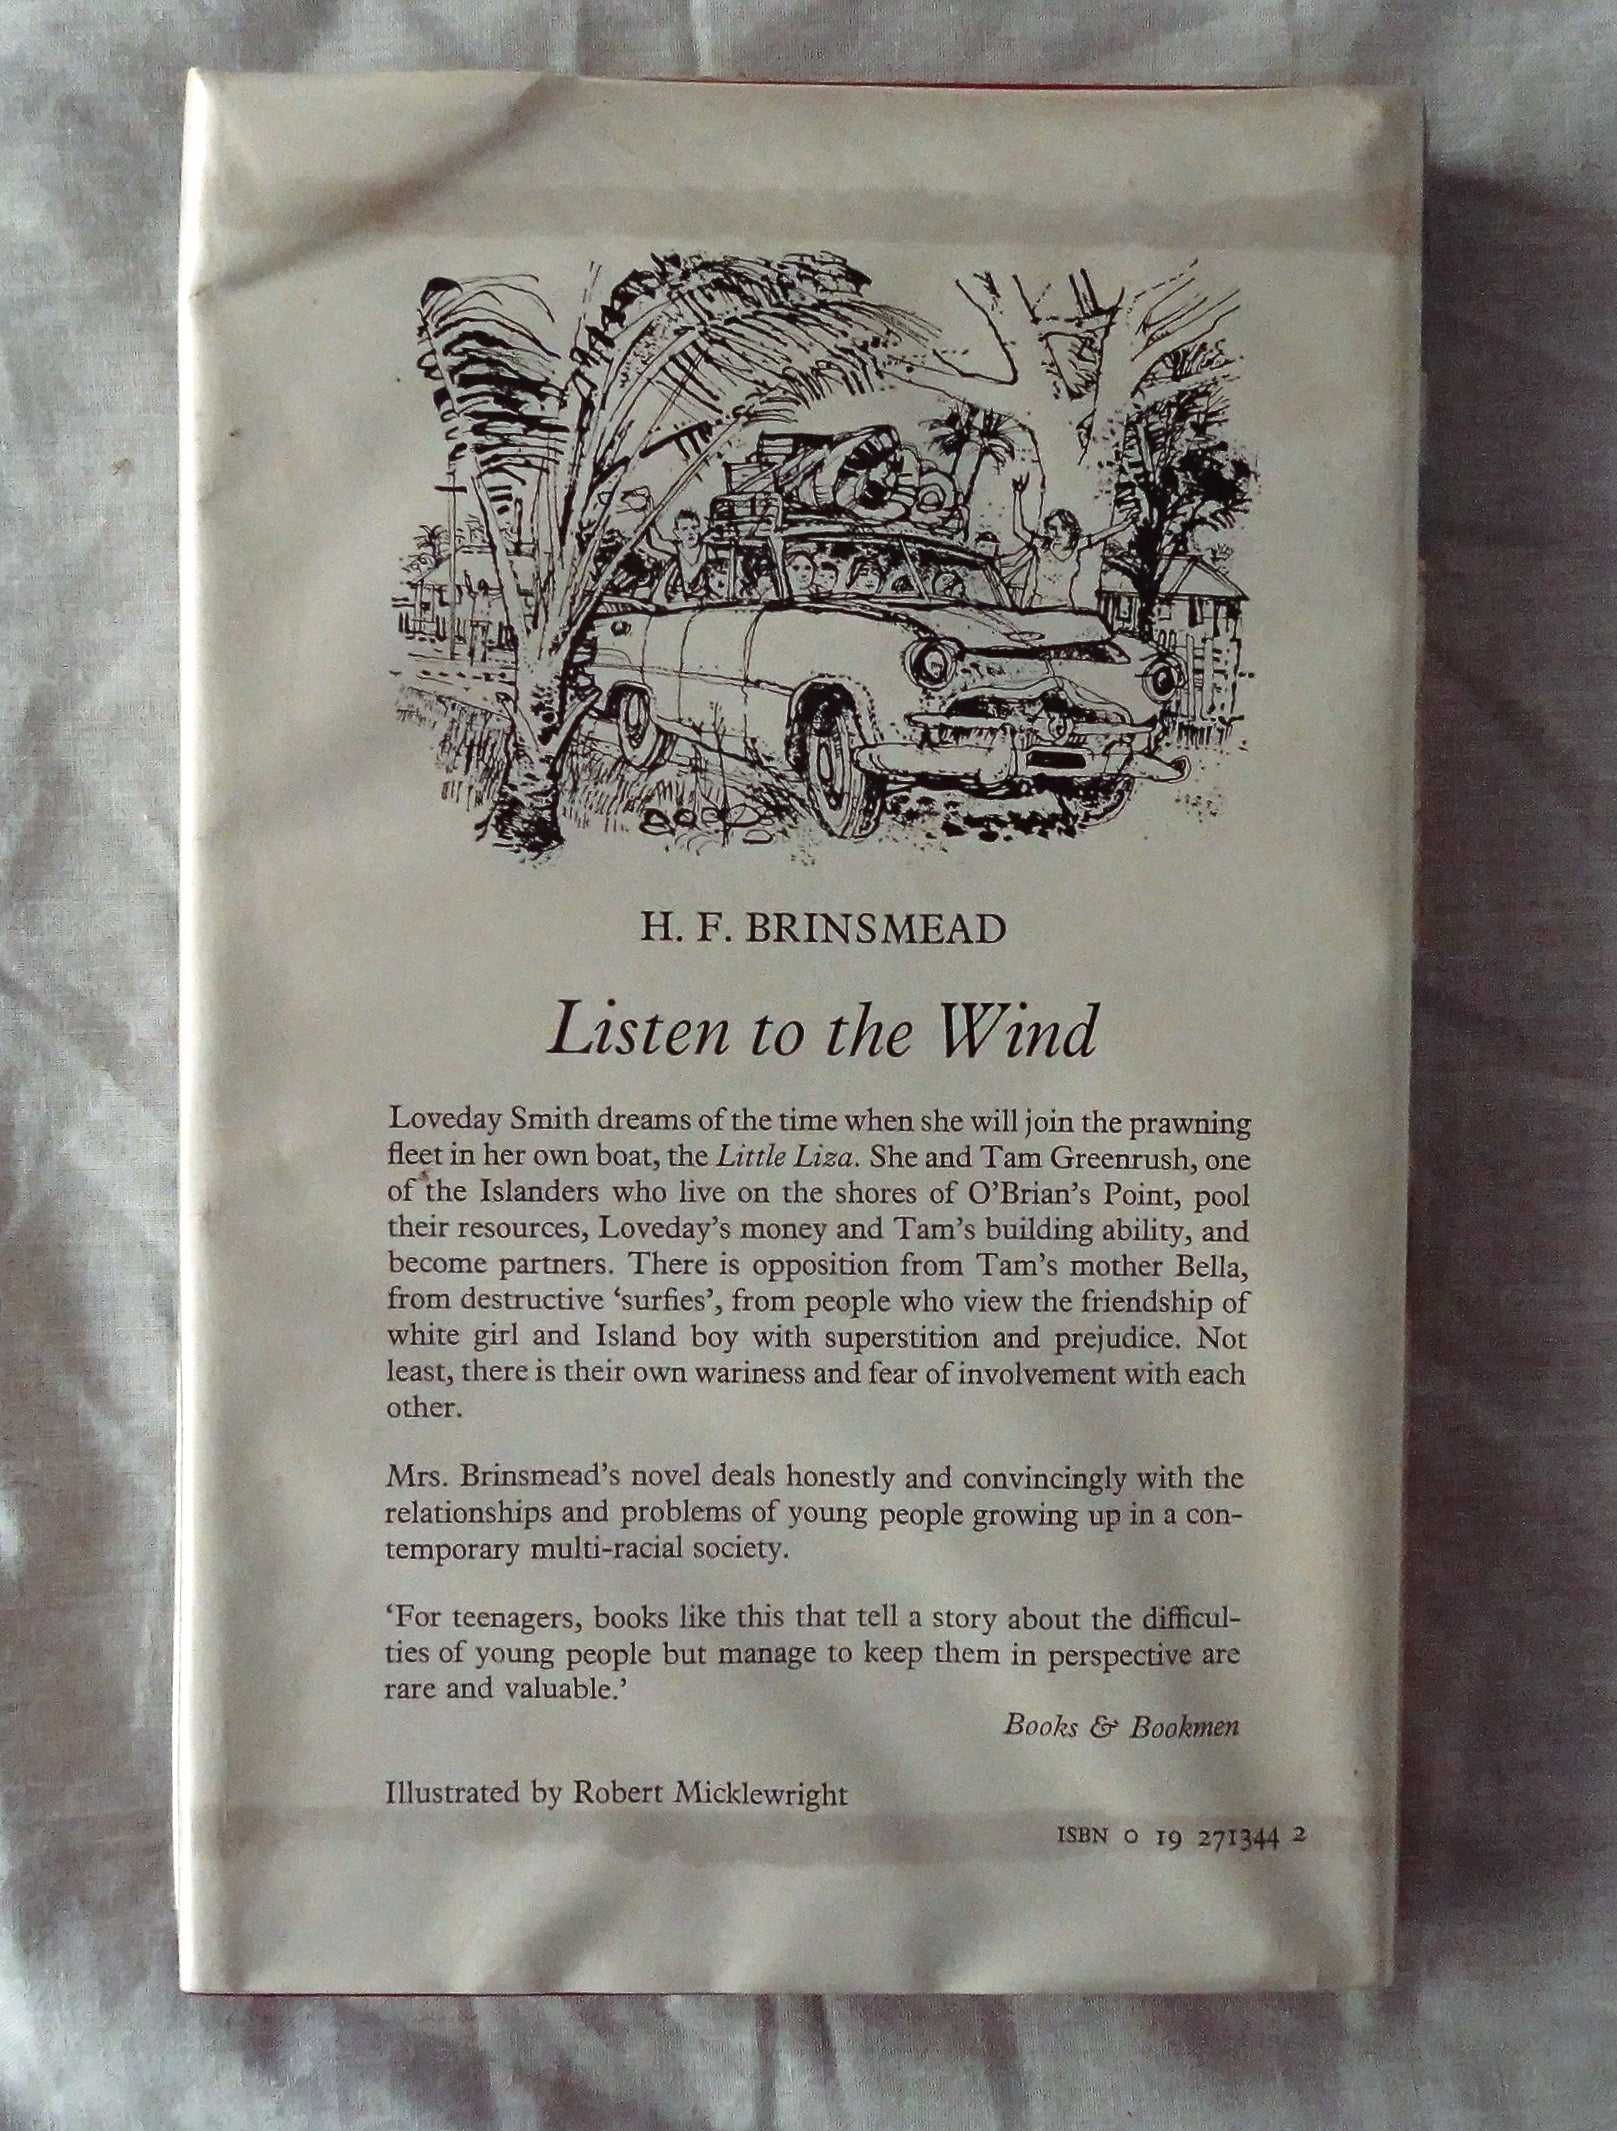 H. F. BRINSMEAD
Listen to the Wind
Loveday Smith dreams of the time when she will join the prawning
fleet in her own boat, the Little Liza. She and Tam Greenrush, one
of the Islanders who live on the shores of O’Brian’s Point, pool
their resources, Loveday’s money and Tam’s building ability, and
become partners. There is opposition from Tam’s mother Bella,
from destructive ‘surfies’, from people who view the friendship of
white girl and Island boy with superstition and prejudice. Not
least, there is their own wariness and fear of involvement with each
other.
Mrs. Brinsmead’s novel deals honestly and convincingly with the
relationships and problems of young people growing up in a con-
temporary multi-racial society.
‘For teenagers, books like this that tell a story about the difficul-
ties of young people but manage to keep them in perspective are
rare and valuable.’
Books & Bookmen
Illustrated by Robert Micklewright
ISBN 0 19 271344 2